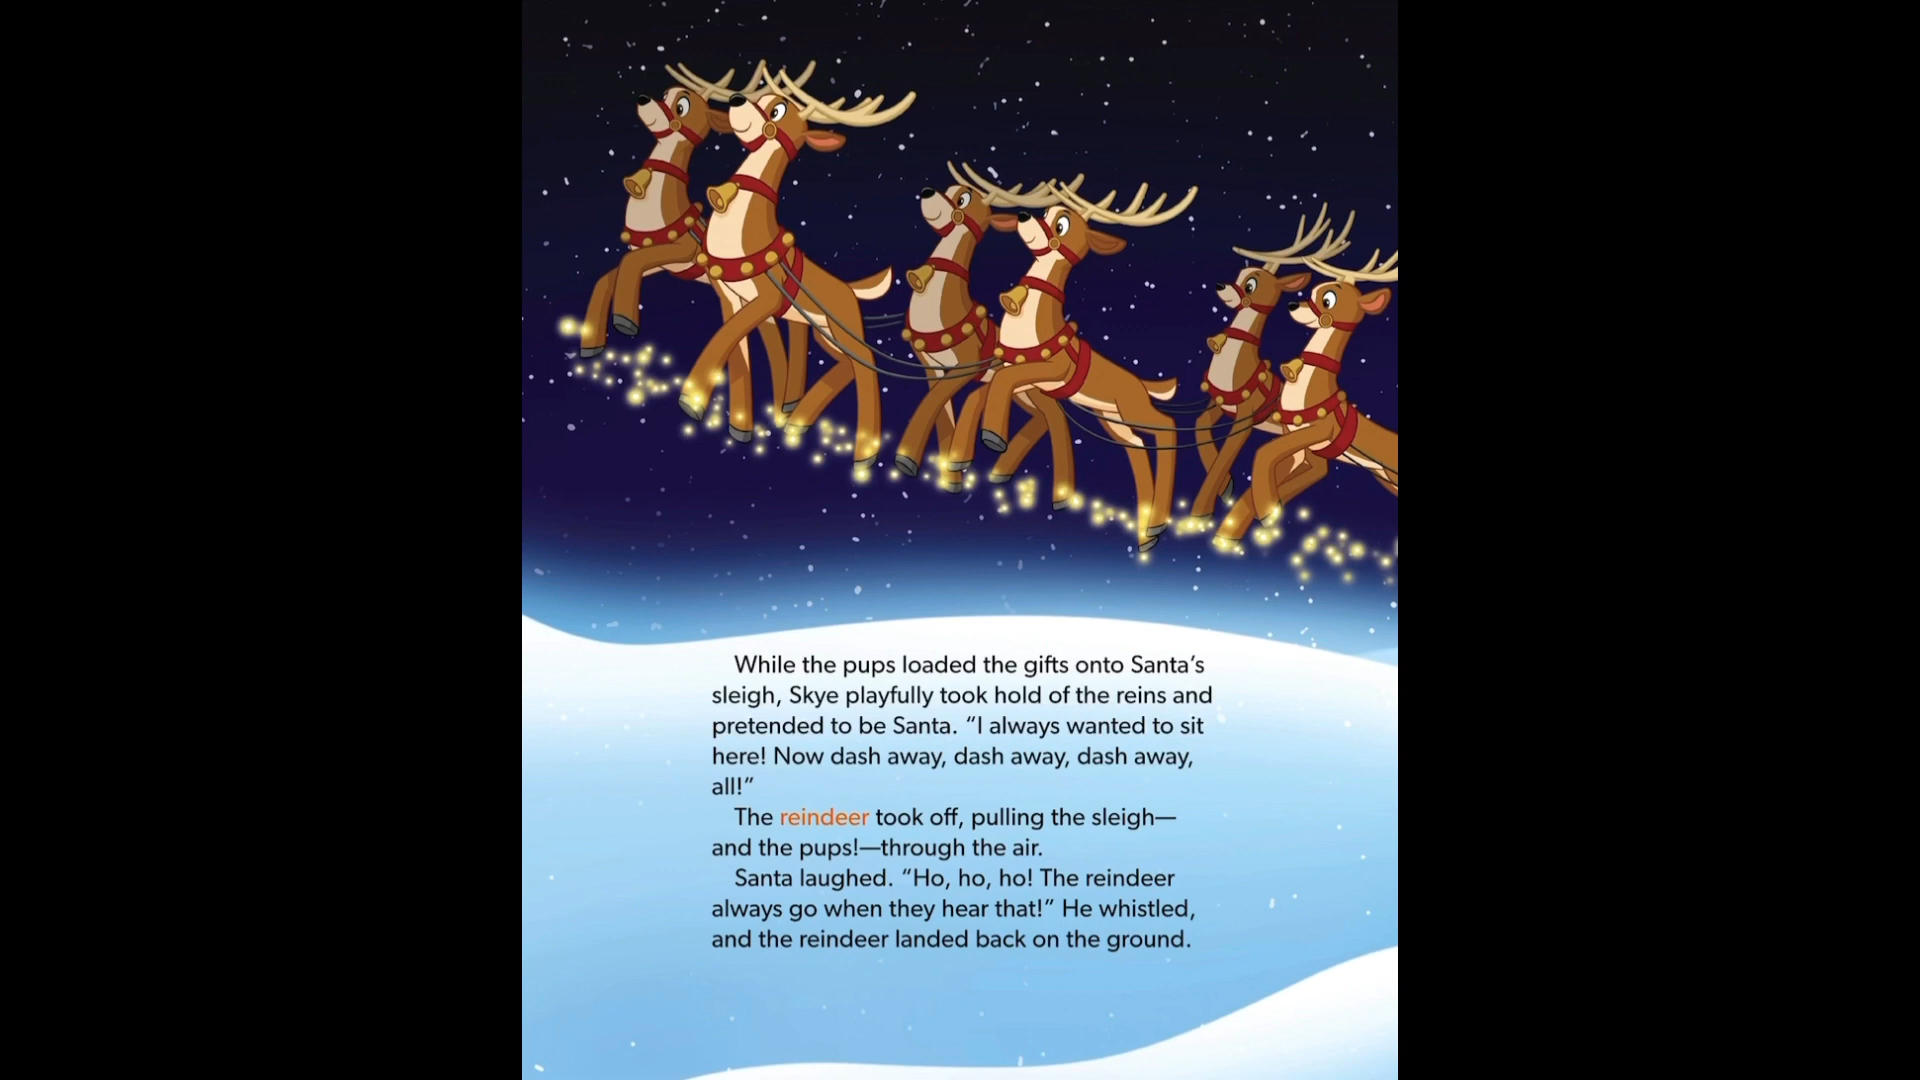 While the pups loaded the gifts onto Santa’s
sleigh, Skye playfully took hold of the reins and
pretended to be Santa. “I always wanted to sit
here! Now dash away, dash away, dash away,
all!”
The reindeer took off, pulling the sleigh—
and the pups!—through the air.
Santa laughed. “Ho, ho, ho! The reindeer
always go when they hear that!” He whistled,
and the reindeer landed back on the ground.